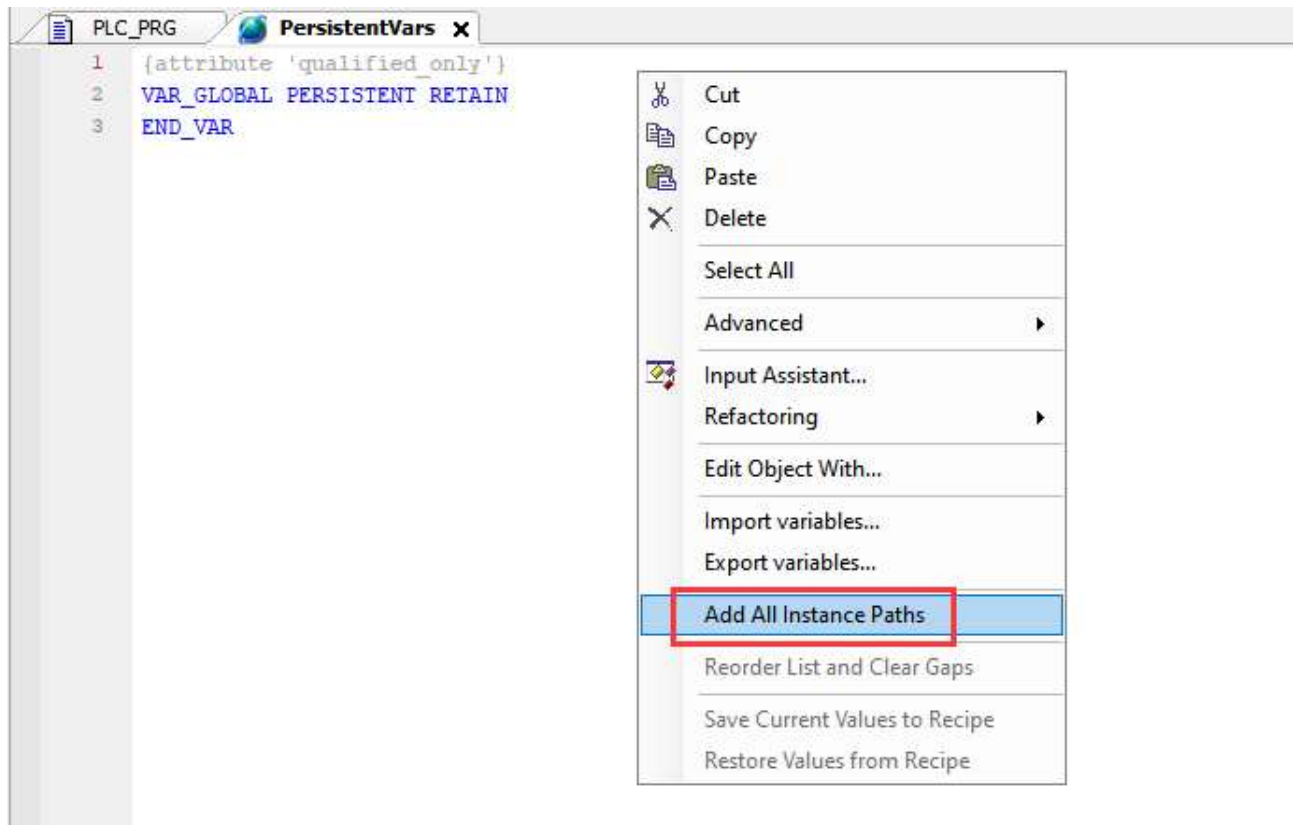 PLC_PRG PersistentVars
1 {attribute 'qualified_only'}
2 VAR_GLOBAL PERSISTENT RETAIN
3 END_VAR
Cut
Copy
Paste
Delete
Select All
Advanced
Input Assistant...
Refactoring
Edit Object With...
Import variables...
Export variables...
Add All Instance Paths
Reorder List and Clear Gaps
Save Current Values to Recipe
Restore Values from Recipe